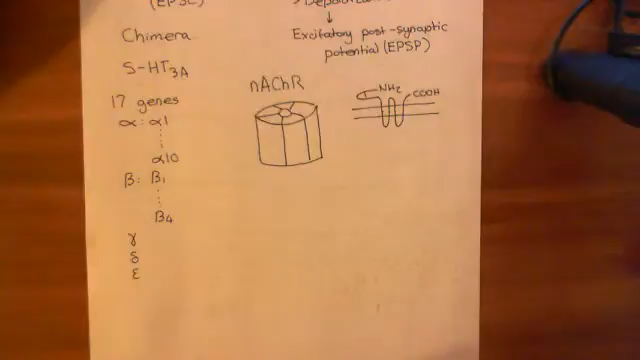 (EPSC)
Chimera
5-HT3A
17 genes
α: α1
α10
β: β1
β4
γ
δ
ε
↓
Excitatory post-synaptic
potential (EPSP)
nAChR
NH2
COOH